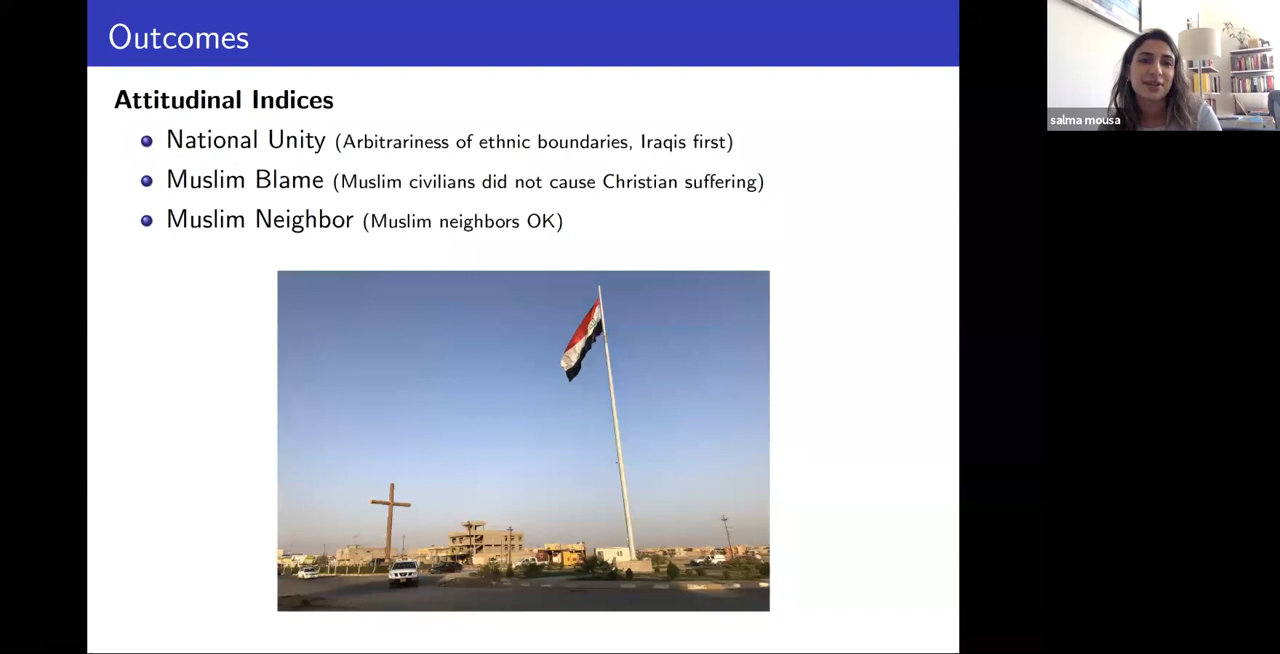 Outcomes
Attitudinal Indices
National Unity (Arbitrariness of ethnic boundaries, Iraqis first)
Muslim Blame (Muslim civilians did not cause Christian suffering)
Muslim Neighbor (Muslim neighbors OK)
salma mousa